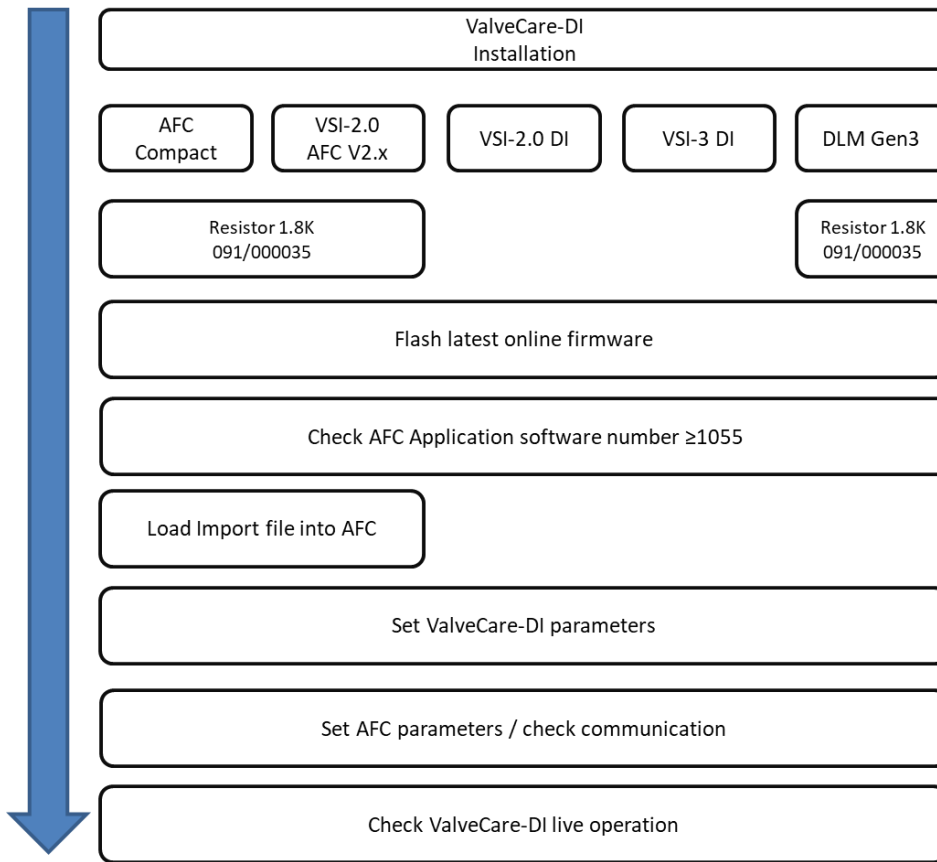 ValveCare-DI
Installation
AFC
Compact
VSI-2.0
AFC V2.x
VSI-2.0 DI
VSI-3 DI
DLM Gen3
Resistor 1.8K
091/000035
Resistor 1.8K
091/000035
Flash latest online firmware
Check AFC Application software number ≥1055
Load Import file into AFC
Set ValveCare-DI parameters
Set AFC parameters / check communication
Check ValveCare-DI live operation